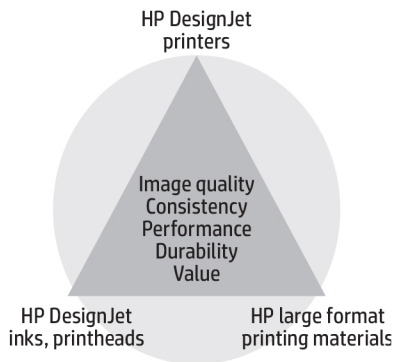 HP DesignJet
printers
Image quality
Consistency
Performance
Durability
Value
HP DesignJet
inks, printheads
HP large format
printing materials